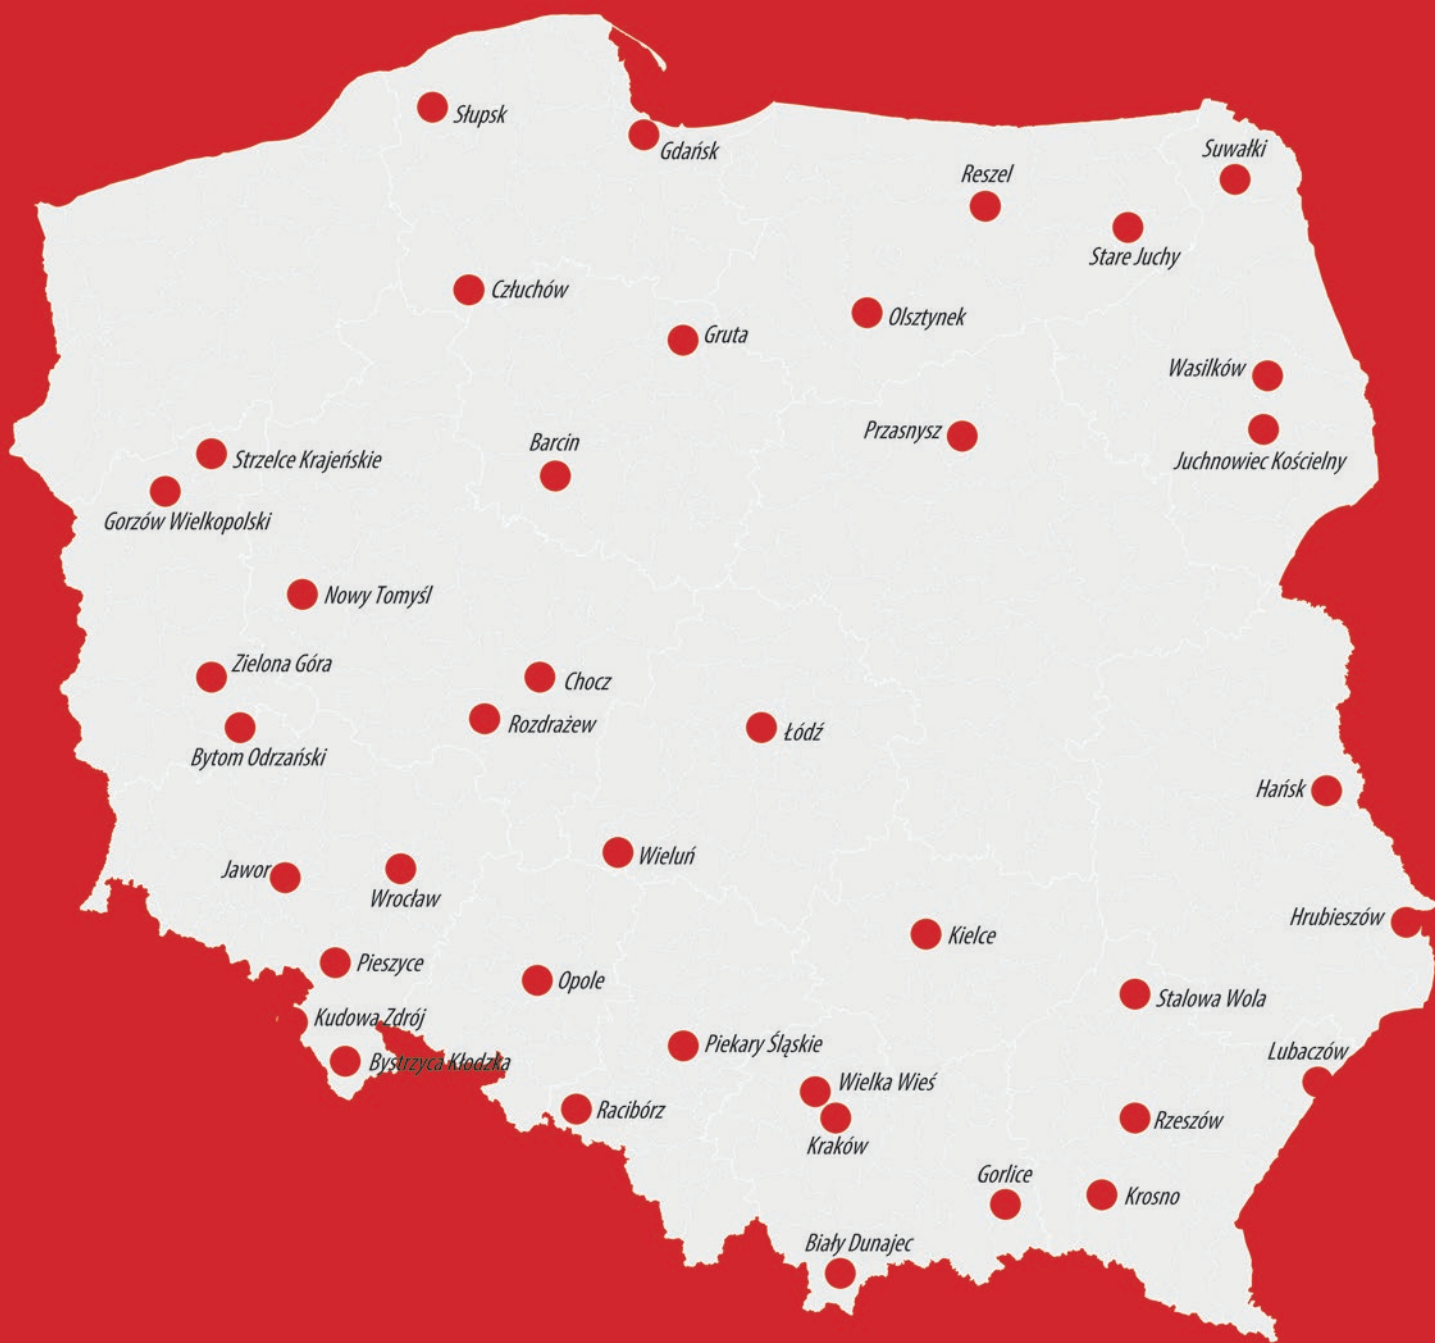 Słupsk
Gdańsk
Suwałki
Reszel
Stare Juchy
Człuchów
Olsztynek
Gruta
Wasilków
Przasnysz
Barcin
Strzelce Krajeńskie
Juchnowiec Kościelny
Gorzów Wielkopolski
Nowy Tomyśl
Zielona Góra
Chocz
Rozdrażew
Łódź
Bytom Odrzański
Hańsk
Wieluń
Jawor
Wrocław
Hrubieszów
Kielce
Pieszyce
Opole
Stalowa Wola
Kudowa Zdrój
Piekary Śląskie
Lubaczów
Bystrzyca Kłodzka
Wielka Wieś
Racibórz
Rzeszów
Kraków
Gorlice
Krosno
Biały Dunajec